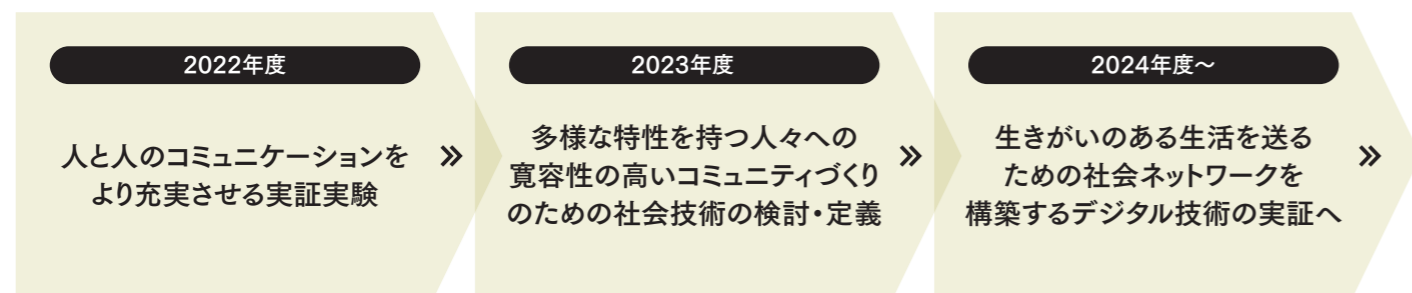 2022年度
人と人のコミュニケーションを
より充実させる実証実験
»
2023年度
多様な特性を持つ人々への
寛容性の高いコミュニティづくり
のための社会技術の検討・定義
»
2024年度～
生きがいのある生活を送る
ための社会ネットワークを
構築するデジタル技術の実証へ
»